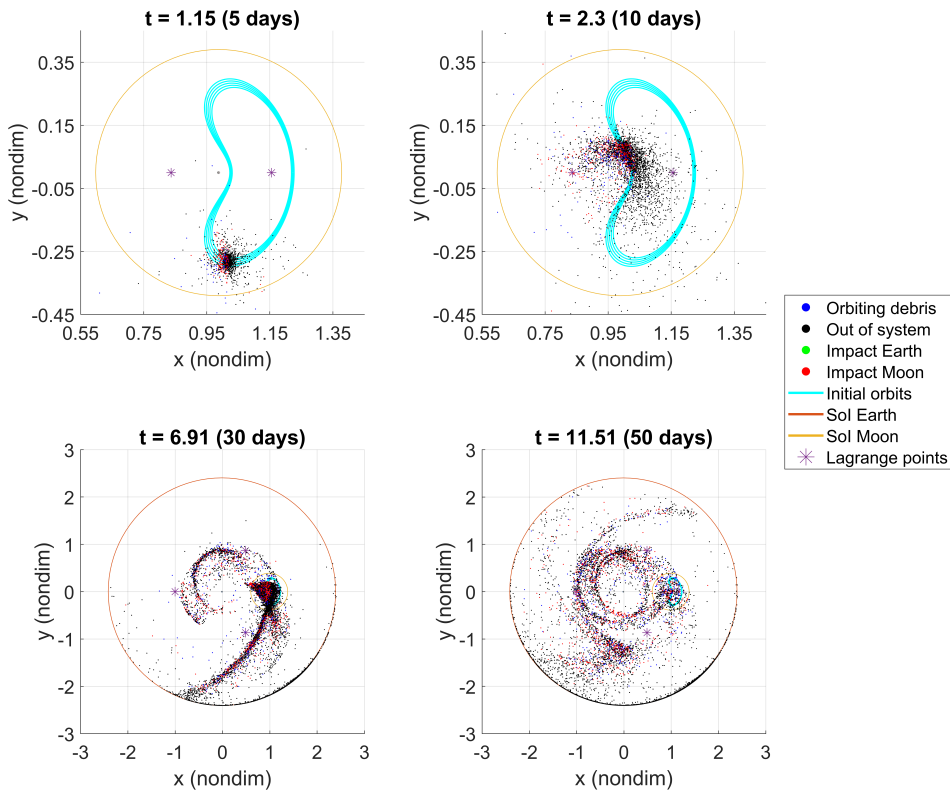 t = 1.15 (5 days)
0.35
0.15
-0.05
-0.25
-0.45
0.55 0.75 0.95 1.15 1.35
x (nondim)
y (nondim)
t = 2.3 (10 days)
0.35
0.15
-0.05
-0.25
-0.45
0.55 0.75 0.95 1.15 1.35
x (nondim)
y (nondim)
Orbiting debris
Out of system
Impact Earth
Impact Moon
Initial orbits
SoI Earth
SoI Moon
Lagrange points
t = 6.91 (30 days)
3
2
1
0
-1
-2
-3
-3 -2 -1 0 1 2 3
x (nondim)
y (nondim)
t = 11.51 (50 days)
3
2
1
0
-1
-2
-3
-3 -2 -1 0 1 2 3
x (nondim)
y (nondim)